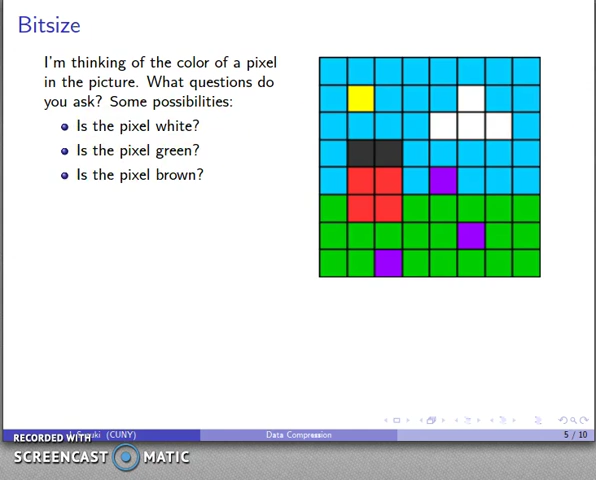 Bitsize
I'm thinking of the color of a pixel
in the picture. What questions do
you ask? Some possibilities:
Is the pixel white?
Is the pixel green?
Is the pixel brown?
(CUNY)
Data Compression
5 / 10
RECORDED WITH
SCREENCAST MATIC